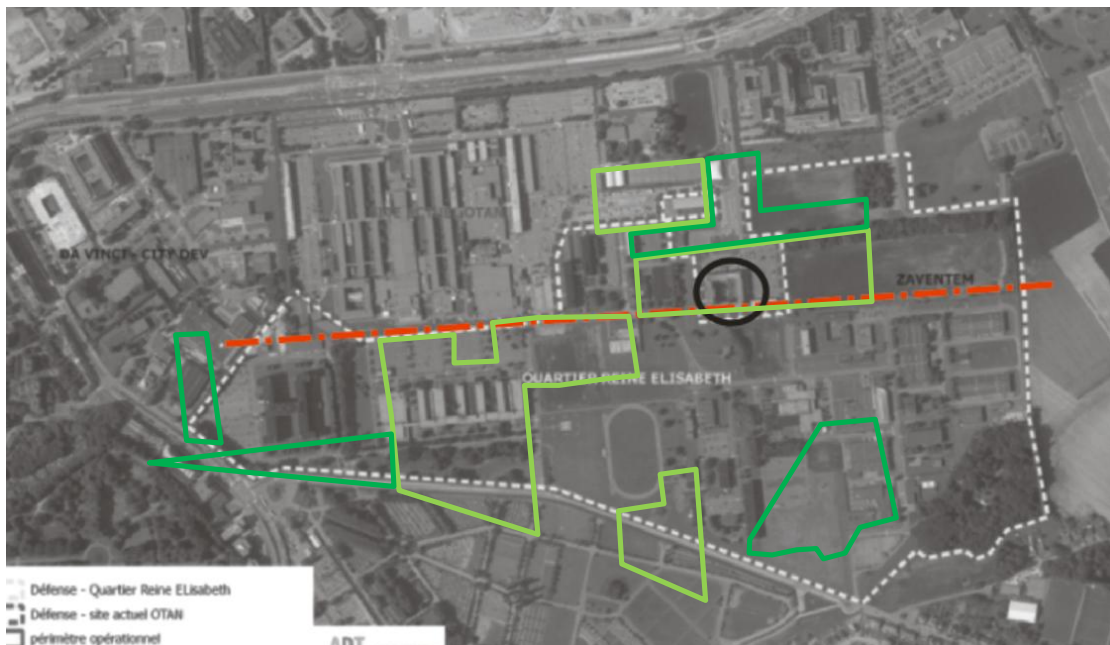 DA VINCI - CITY DEV
ZAVENTEM
QUARTIER REINE ELISABETH
Défense - Quartier Reine ELisabeth
Défense - site actuel OTAN
périmètre opérationnel
ADT